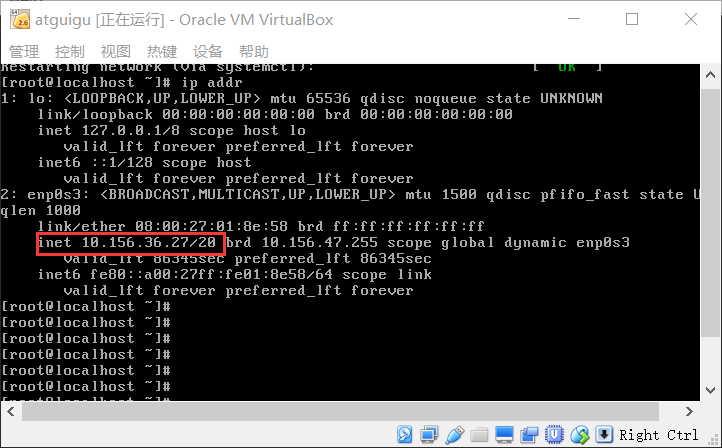 atguigu [正在运行] - Oracle VM VirtualBox
管理 控制 视图 热键 设备 帮助
Restarting network (via systemctl): [ OK ]
[root@localhost ~]# ip addr
1: lo: <LOOPBACK,UP,LOWER_UP> mtu 65536 qdisc noqueue state UNKNOWN
link/loopback 00:00:00:00:00:00 brd 00:00:00:00:00:00
inet 127.0.0.1/8 scope host lo
valid_lft forever preferred_lft forever
inet6 ::1/128 scope host
valid_lft forever preferred_lft forever
2: enp0s3: <BROADCAST,MULTICAST,UP,LOWER_UP> mtu 1500 qdisc pfifo_fast state U
qlen 1000
link/ether 08:00:27:01:8e:58 brd ff:ff:ff:ff:ff:ff
inet 10.156.36.27/20 brd 10.156.47.255 scope global dynamic enp0s3
valid_lft 86345sec preferred_lft 86345sec
inet6 fe80::a00:27ff:fe01:8e58/64 scope link
valid_lft forever preferred_lft forever
[root@localhost ~]#
[root@localhost ~]#
[root@localhost ~]#
[root@localhost ~]#
[root@localhost ~]#
[root@localhost ~]#
Right Ctrl